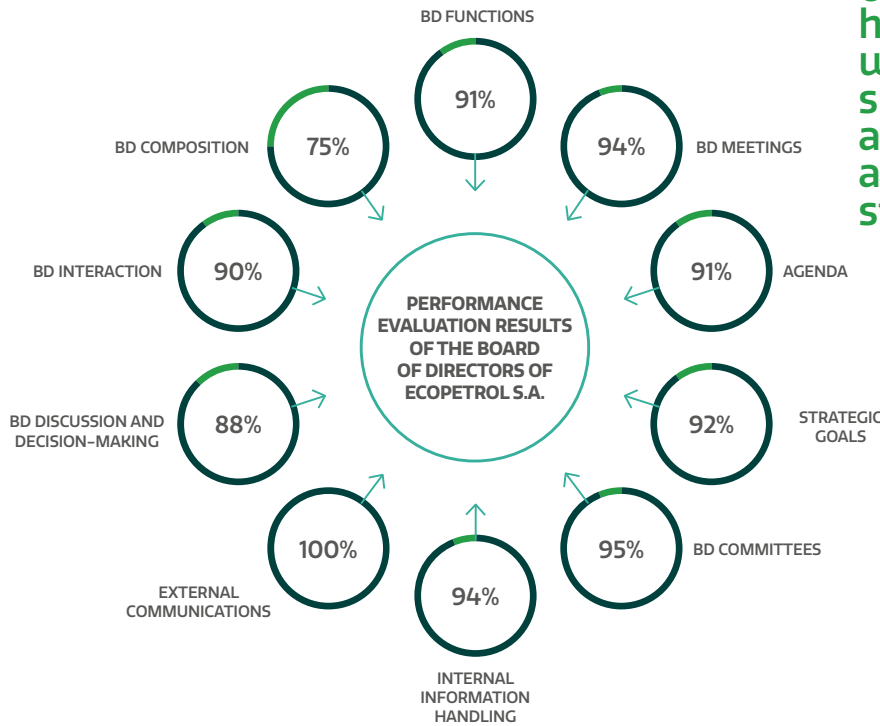 BD FUNCTIONS
91%
94%
BD MEETINGS
91%
AGENDA
92%
STRATEGIC
GOALS
95%
BD COMMITTEES
94%
INTERNAL
INFORMATION
HANDLING
100%
EXTERNAL
COMMUNICATIONS
88%
BD DISCUSSION AND
DECISION-MAKING
90%
BD INTERACTION
75%
BD COMPOSITION
PERFORMANCE
EVALUATION RESULTS
OF THE BOARD
OF DIRECTORS OF
ECOPETROL S.A.